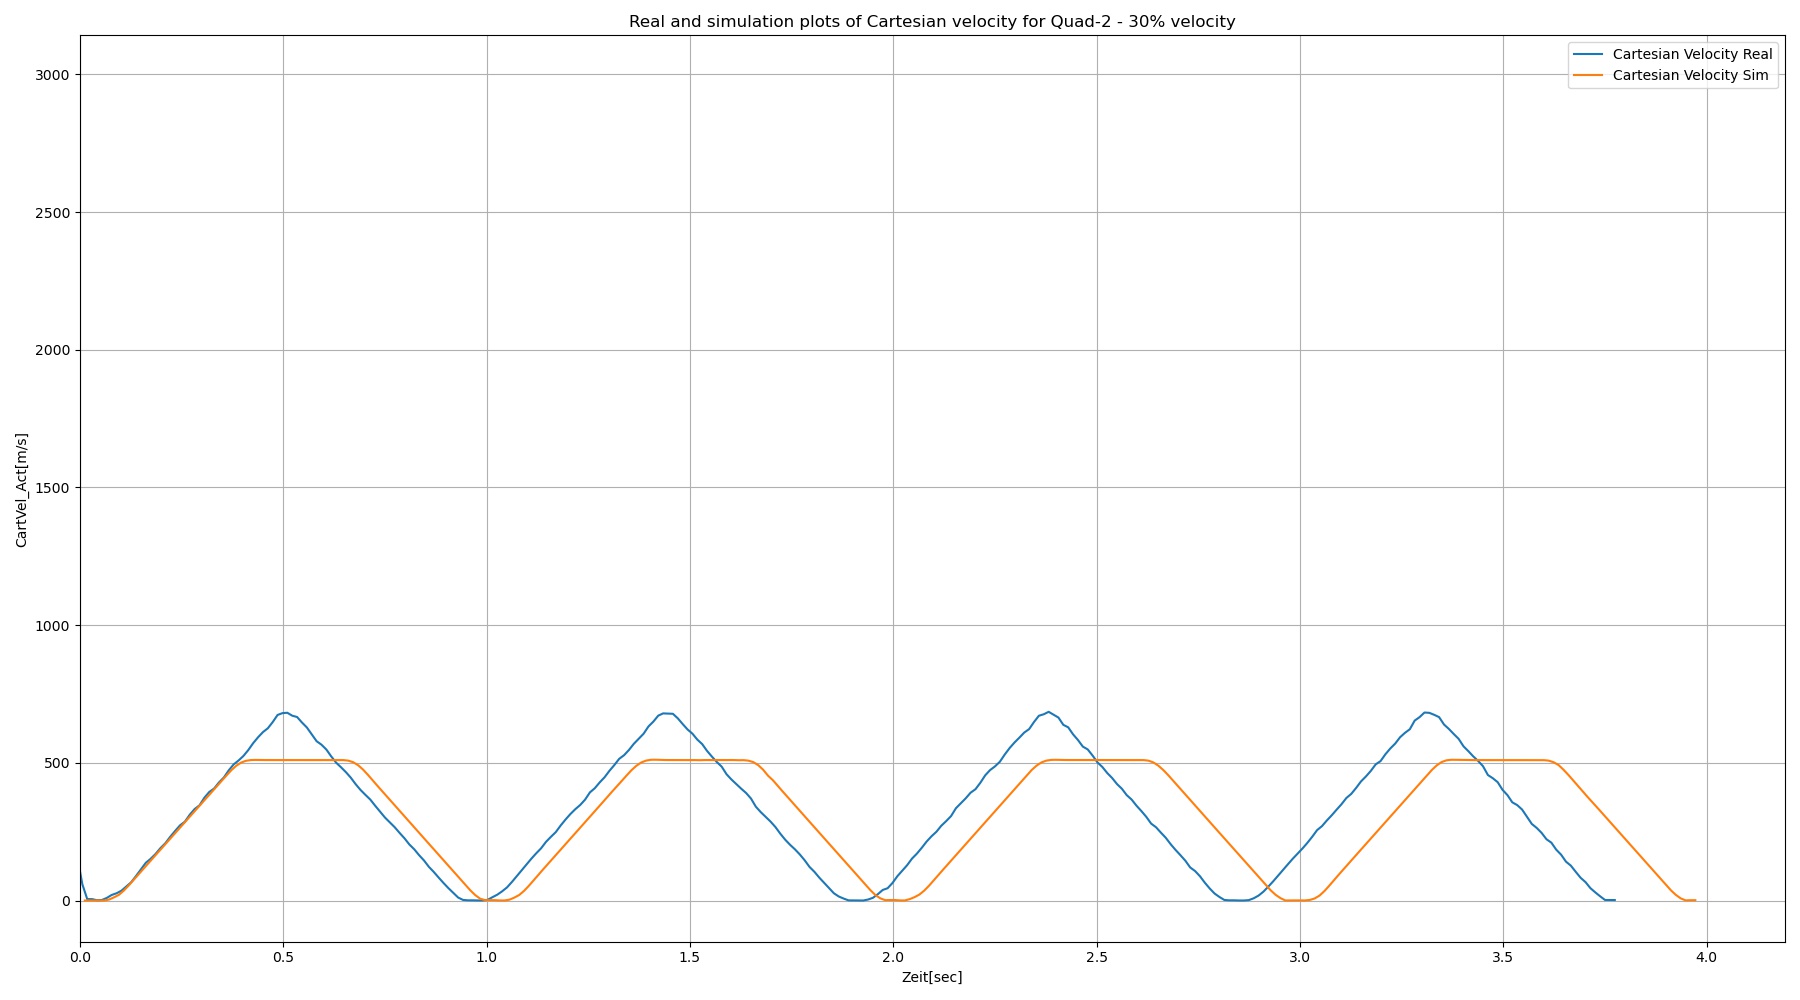 Real and simulation plots of Cartesian velocity for Quad-2 - 30% velocity
Cartesian Velocity Real
Cartesian Velocity Sim
CartVel_Act[m/s]
3000
2500
2000
1500
1000
500
0
0.0 0.5 1.0 1.5 2.0 2.5 3.0 3.5 4.0
Zeit[sec]